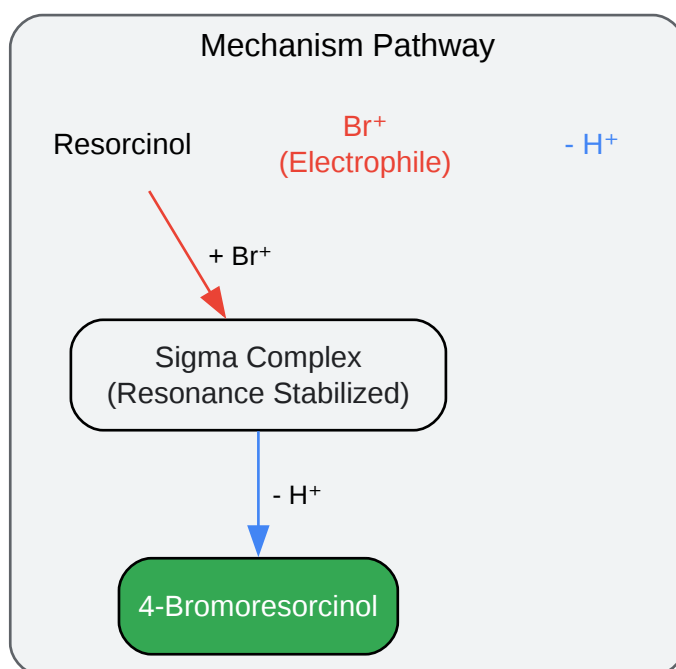 Mechanism Pathway
Resorcinol
Br⁺
(Electrophile)
- H⁺
+ Br⁺
Sigma Complex
(Resonance Stabilized)
- H⁺
4-Bromoresorcinol